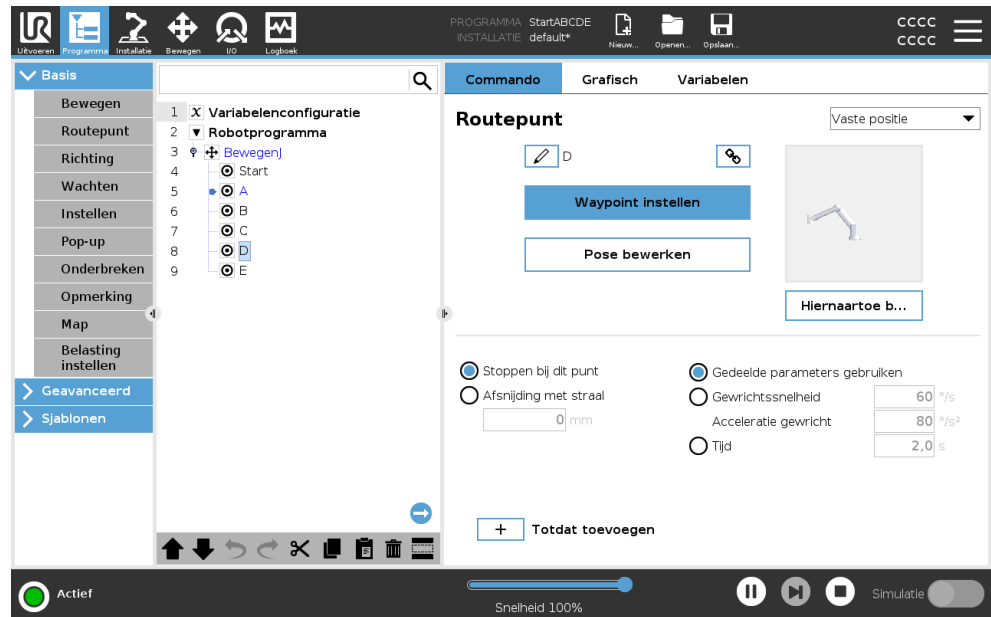 PROGRAMMA StartABCDE
INSTALLATIE default*
Uitvoeren Programma Installatie Bewegen I/O Logboek
Nieuw... Openen... Opslaan...
CCCC
CCCC
Basis
Bewegen
Routepunt
Richting
Wachten
Instellen
Pop-up
Onderbreken
Opmerking
Map
Belasting
instellen
Geavanceerd
Sjablonen
1 X Variabelenconfiguratie
2 Robotprogramma
3 BewegenJ
4 Start
5 A
6 B
7 C
8 D
9 E
Commando Grafisch Variabelen
Routepunt
Vaste positie
D
Waypoint instellen
Pose bewerken
Hiernaartoe b...
Stoppen bij dit punt
Afsnijding met straal
0 mm
Gedeelde parameters gebruiken
Gewrichtssnelheid 60 °/s
Acceleratie gewricht 80 °/s²
Tijd 2,0 s
+ Totdat toevoegen
Actief
Snelheid 100%
Simulatie